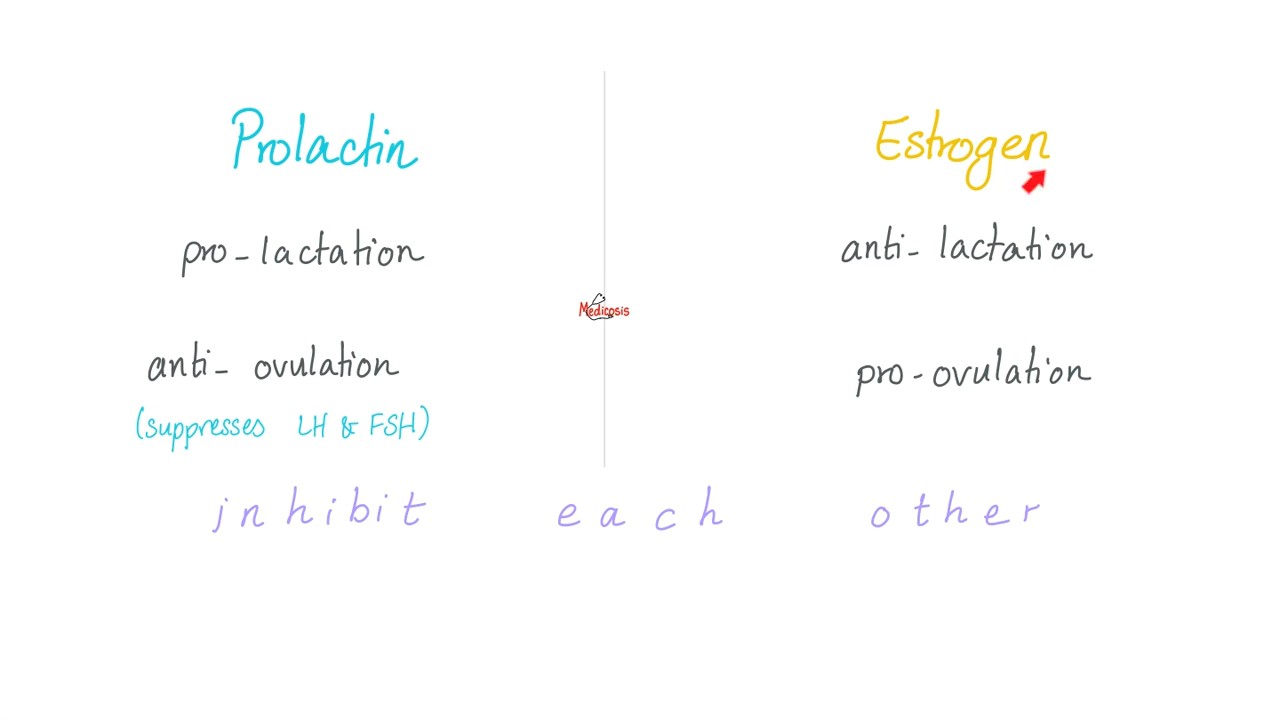 Prolactin
pro-lactation
anti-ovulation
(suppresses LH & FSH)
Medicosis
Estrogen
anti-lactation
pro-ovulation
inhibit each other